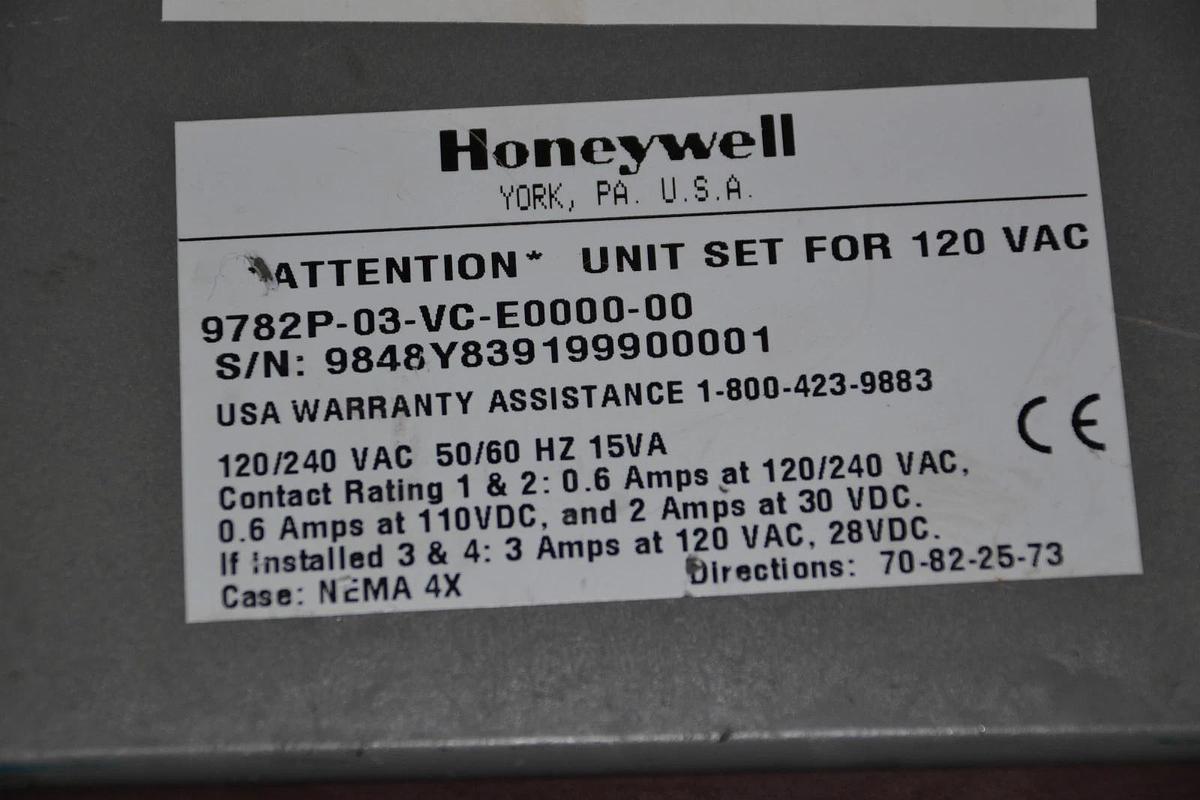 Honeywell
YORK, PA. U.S.A.
*ATTENTION* UNIT SET FOR 120 VAC
9782P-03-VC-E0000-00
S/N: 9848Y839199900001
USA WARRANTY ASSISTANCE 1-800-423-9883
CE
120/240 VAC 50/60 HZ 15VA
Contact Rating 1 & 2: 0.6 Amps at 120/240 VAC,
0.6 Amps at 110VDC, and 2 Amps at 30 VDC.
If installed 3 & 4: 3 Amps at 120 VAC, 28VDC.
Case: NEMA 4X Directions: 70-82-25-73